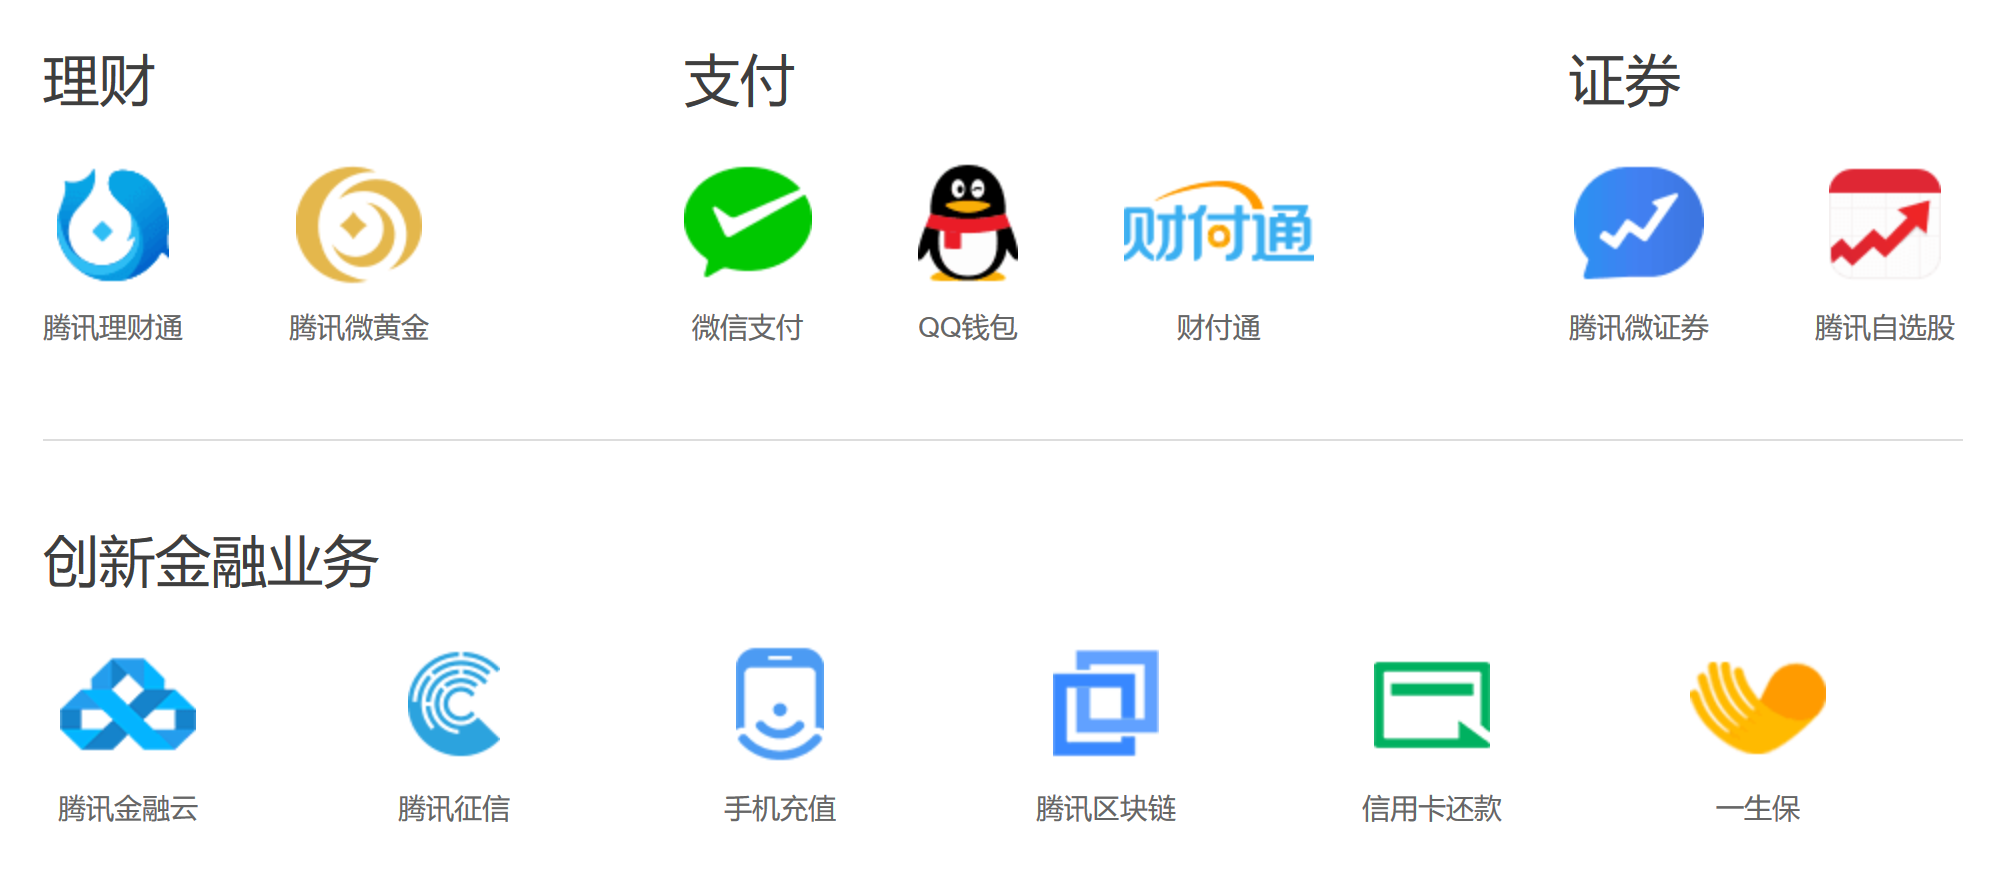 理财
支付
证券
财付通
腾讯理财通
腾讯微黄金
微信支付
QQ钱包
财付通
腾讯微证券
腾讯自选股
创新金融业务
腾讯金融云
腾讯征信
手机充值
腾讯区块链
信用卡还款
一生保